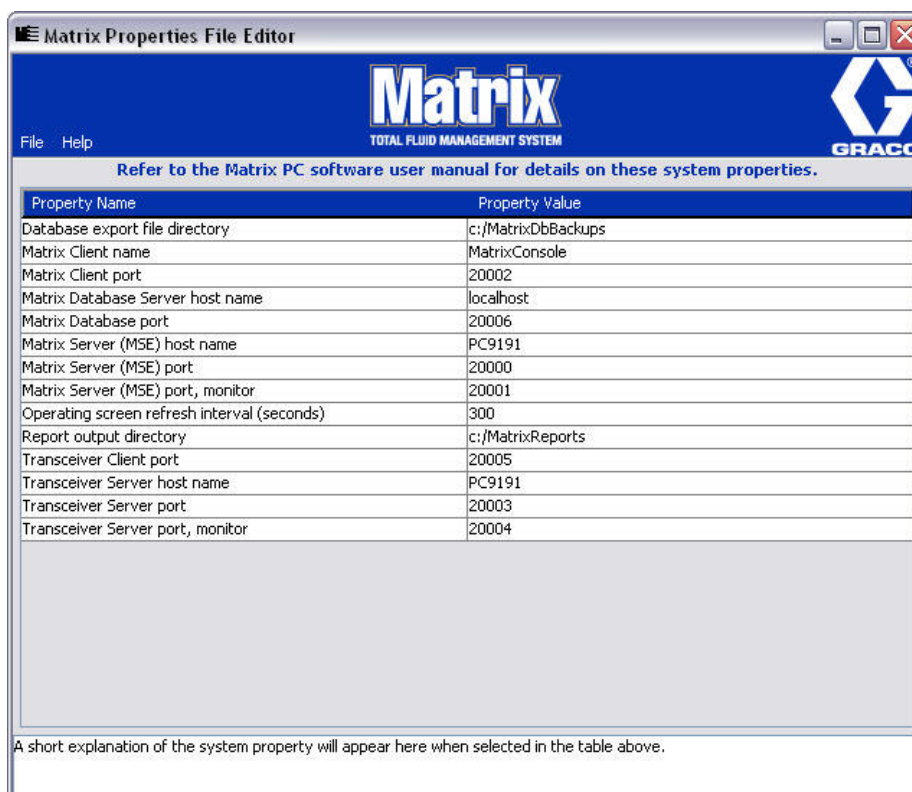 Matrix Properties File Editor
Matrix
TOTAL FLUID MANAGEMENT SYSTEM
GRACO
File Help
Refer to the Matrix PC software user manual for details on these system properties.
Property Name Property Value
Database export file directory c:/MatrixDbBackups
Matrix Client name MatrixConsole
Matrix Client port 20002
Matrix Database Server host name localhost
Matrix Database port 20006
Matrix Server (MSE) host name PC9191
Matrix Server (MSE) port 20000
Matrix Server (MSE) port, monitor 20001
Operating screen refresh interval (seconds) 300
Report output directory c:/MatrixReports
Transceiver Client port 20005
Transceiver Server host name PC9191
Transceiver Server port 20003
Transceiver Server port, monitor 20004
A short explanation of the system property will appear here when selected in the table above.